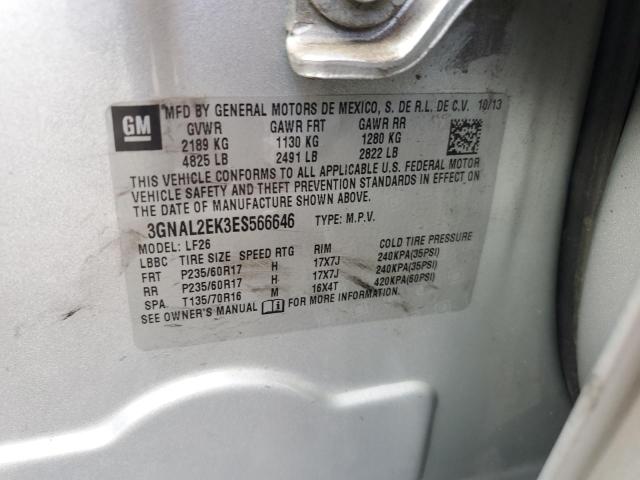 GM
*MFD BY GENERAL MOTORS DE MEXICO, S. DE R.L. DE C.V. 10/13
GVWR GAWR FRT GAWR RR
2189 KG 1130 KG 1280 KG
4825 LB 2491 LB 2822 LB
THIS VEHICLE CONFORMS TO ALL APPLICABLE U.S. FEDERAL MOTOR
VEHICLE SAFETY AND THEFT PREVENTION STANDARDS IN EFFECT ON
THE DATE OF MANUFACTURE SHOWN ABOVE.
3GNAL2EK3ES566646 TYPE: M.P.V.
MODEL: LF26
LBBC TIRE SIZE SPEED RTG RIM COLD TIRE PRESSURE
FRT P235/60R17 H 17X7J 240KPA(35PSI)
RR P235/60R17 H 17X7J 240KPA(35PSI)
SPA T135/70R16 M 16X4T 420KPA(60PSI)
SEE OWNER'S MANUAL FOR MORE INFORMATION.